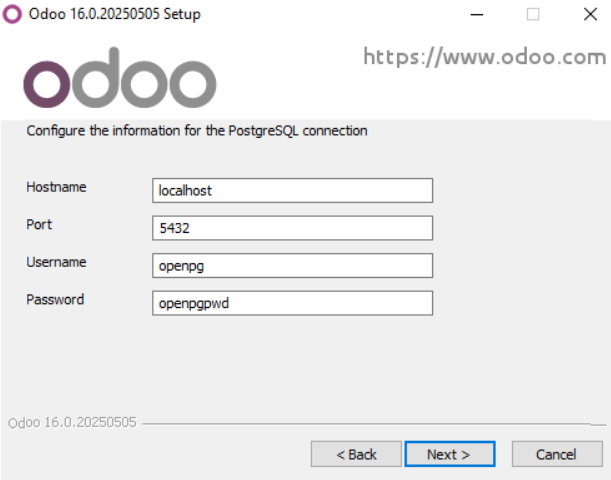 Odoo 16.0.20250505 Setup
https://www.odoo.com
odoo
Configure the information for the PostgreSQL connection
Hostname localhost
Port 5432
Username openpg
Password openpgpwd
Odoo 16.0.20250505
< Back Next > Cancel